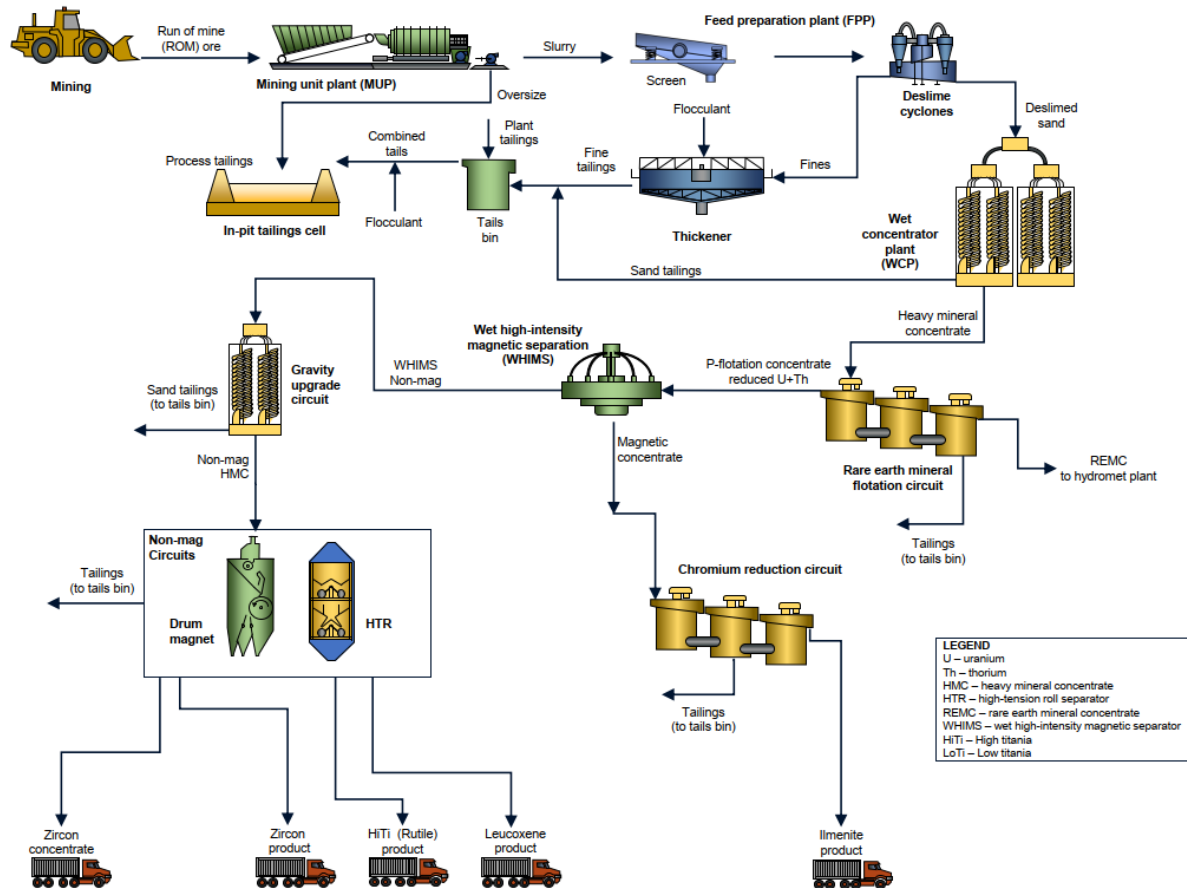 Feed preparation plant (FPP)
Run of mine
(ROM) ore
Mining
Mining unit plant (MUP)
Slurry
Screen
Deslime
cyclones
Oversize
Flocculant
Deslimed
sand
Plant
tailings
Combined
tails
Process tailings
Fine
tailings
Fines
Flocculant
In-pit tailings cell
Tails
bin
Thickener
Wet
concentrator
plant
(WCP)
Sand tailings
Heavy mineral
concentrate
Wet high-intensity
magnetic separation
(WHIMS)
P-flotation concentrate
reduced U+Th
WHIMS
Non-mag
Gravity
upgrade
circuit
Sand tailings
(to tails bin)
Magnetic
concentrate
Non-mag
HMC
REMC
to hydromet plant
Rare earth mineral
flotation circuit
Tailings
(to tails bin)
Non-mag
Circuits
Tailings
(to tails bin)
Drum
magnet
HTR
Chromium reduction circuit
Tailings
(to tails bin)
LEGEND
U – uranium
Th – thorium
HMC – heavy mineral concentrate
HTR – high-tension roll separator
REMC – rare earth mineral concentrate
WHIMS – wet high-intensity magnetic separator
HiTi – High titania
LoTi – Low titania
Zircon
concentrate
Zircon
product
HiTi (Rutile)
product
Leucoxene
product
Ilmenite
product